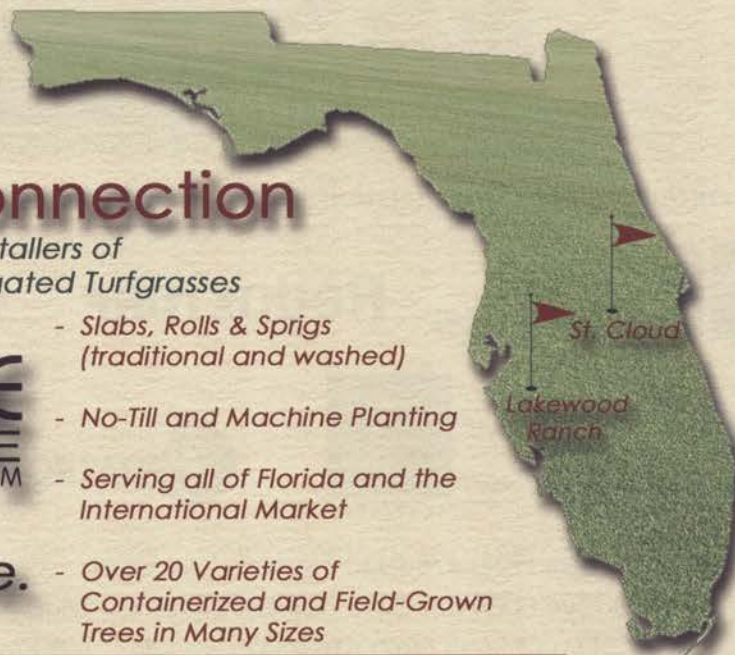 onnection
tallers of
gated Turfgrasses
- Slabs, Rolls & Sprigs
(traditional and washed)
- No-Till and Machine Planting
- Serving all of Florida and the
International Market
e. - Over 20 Varieties of
Containerized and Field-Grown
Trees in Many Sizes
St. Cloud
Lakewood
Ranch